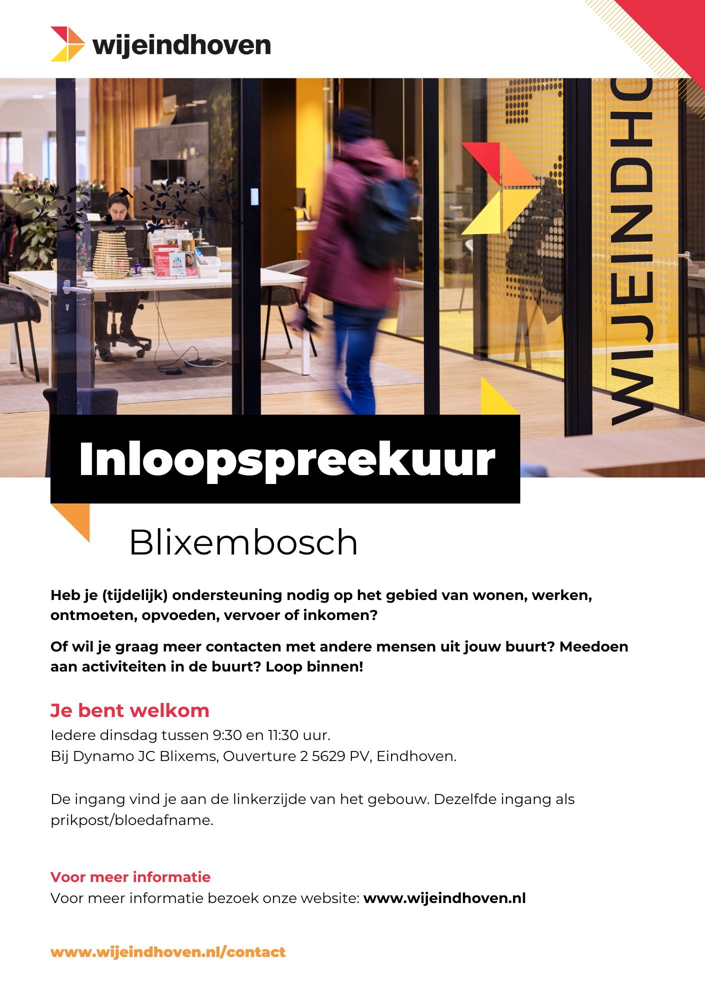 wijeindhoven
WIJEINDHO
Inloopspreekuur
Blixembosch
Heb je (tijdelijk) ondersteuning nodig op het gebied van wonen, werken,
ontmoeten, opvoeden, vervoer of inkomen?
Of wil je graag meer contacten met andere mensen uit jouw buurt? Meedoen
aan activiteiten in de buurt? Loop binnen!
Je bent welkom
Iedere dinsdag tussen 9:30 en 11:30 uur.
Bij Dynamo JC Blixems, Ouverture 2 5629 PV, Eindhoven.
De ingang vind je aan de linkerzijde van het gebouw. Dezelfde ingang als
prikpost/bloedafname.
Voor meer informatie
Voor meer informatie bezoek onze website: www.wijeindhoven.nl
www.wijeindhoven.nl/contact